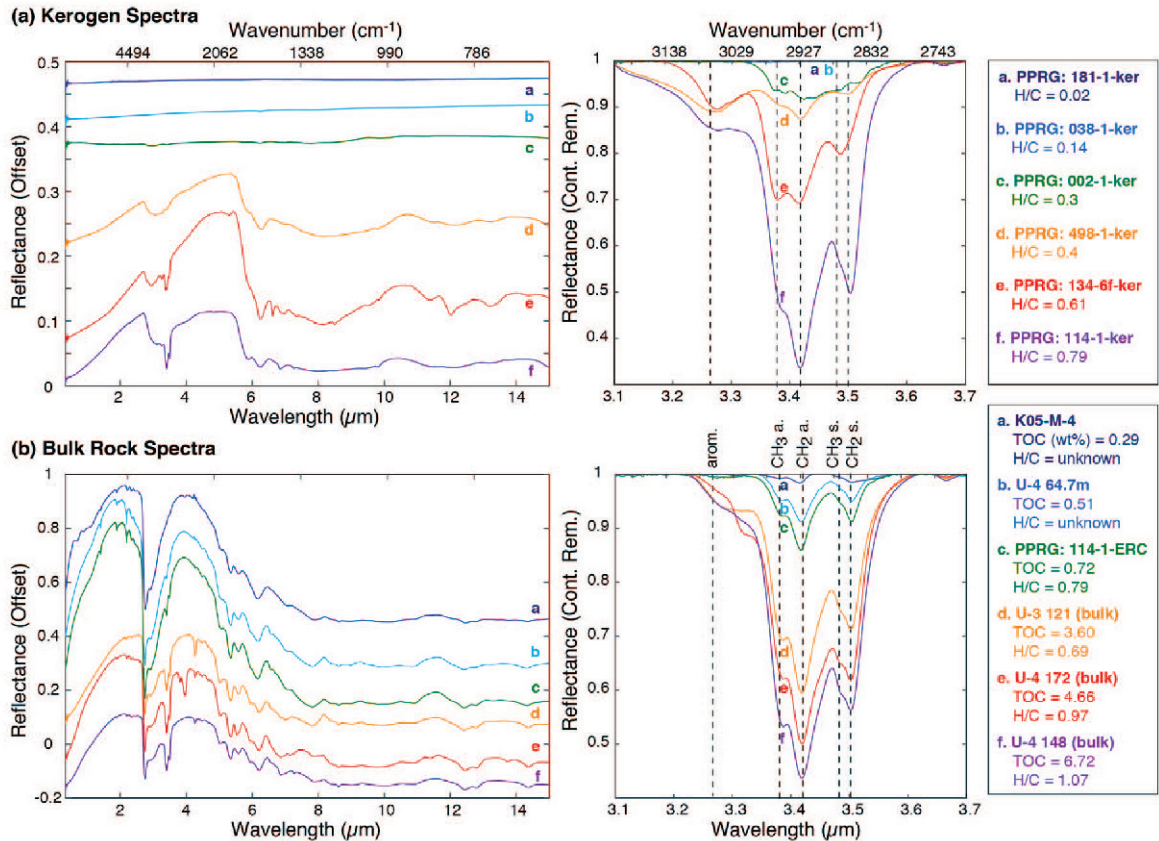 (a) Kerogen Spectra
Wavenumber (cm⁻¹)
4494 2062 1338 990 786
0.5
0.4
0.3
0.2
0.1
0
Reflectance (Offset)
a
b
c
d
e
f
2 4 6 8 10 12 14
Wavelength (µm)
Wavenumber (cm⁻¹)
3138 3029 2927 2832 2743
1
0.9
0.8
0.7
0.6
0.5
0.4
Reflectance (Cont. Rem.)
a b
c
d
e
f
3.1 3.2 3.3 3.4 3.5 3.6 3.7
Wavelength (µm)
a. PPRG: 181-1-ker
H/C = 0.02
b. PPRG: 038-1-ker
H/C = 0.14
c. PPRG: 002-1-ker
H/C = 0.3
d. PPRG: 498-1-ker
H/C = 0.4
e. PPRG: 134-6f-ker
H/C = 0.61
f. PPRG: 114-1-ker
H/C = 0.79
(b) Bulk Rock Spectra
1
0.8
0.6
0.4
0.2
0
-0.2
Reflectance (Offset)
a
b
c
d
e
f
2 4 6 8 10 12 14
Wavelength (µm)
arom.
CH3 a.
CH2 a.
CH3 s.
CH2 s.
1
0.9
0.8
0.7
0.6
0.5
Reflectance (Cont. Rem.)
a
b
c
d
e
f
3.1 3.2 3.3 3.4 3.5 3.6 3.7
Wavelength (µm)
a. K05-M-4
TOC (wt%) = 0.29
H/C = unknown
b. U-4 64.7m
TOC = 0.51
H/C = unknown
c. PPRG: 114-1-ERC
TOC = 0.72
H/C = 0.79
d. U-3 121 (bulk)
TOC = 3.60
H/C = 0.69
e. U-4 172 (bulk)
TOC = 4.66
H/C = 0.97
f. U-4 148 (bulk)
TOC = 6.72
H/C = 1.07